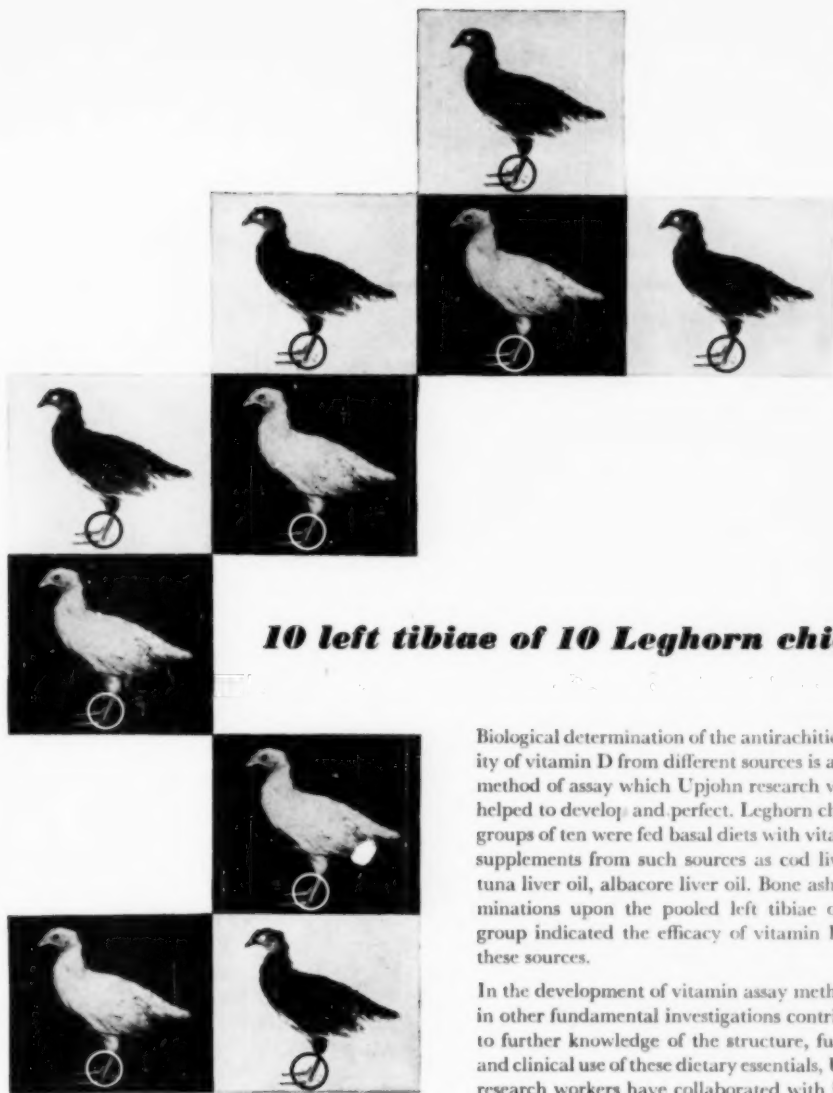 10 left tibiae of 10 Leghorn chi
Biological determination of the antirachitic
ity of vitamin D from different sources is a
method of assay which Upjohn research w
helped to develop and perfect. Leghorn ch
groups of ten were fed basal diets with vita
supplements from such sources as cod liv
tuna liver oil, albacore liver oil. Bone ash
minations upon the pooled left tibiae o
group indicated the efficacy of vitamin
these sources.
In the development of vitamin assay meth
in other fundamental investigations contri
to further knowledge of the structure, fu
and clinical use of these dietary essentials, U
research workers have collaborated with